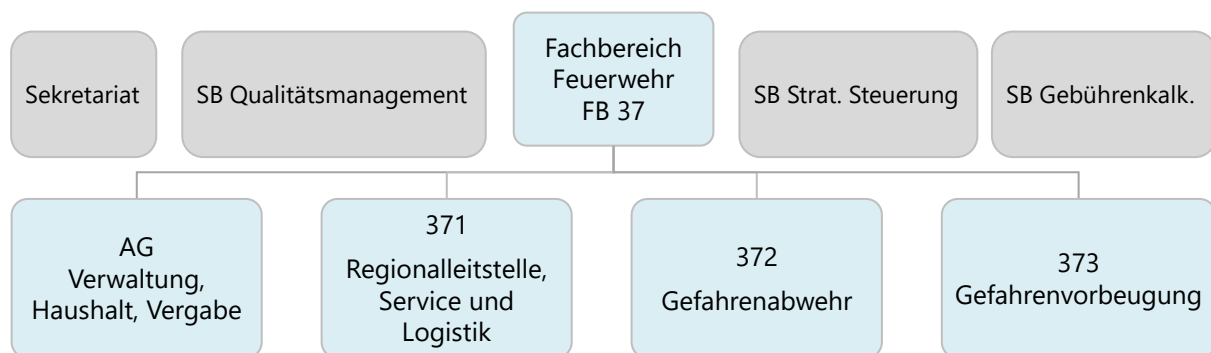 Sekretariat
SB Qualitätsmanagement
Fachbereich
Feuerwehr
FB 37
SB Strat. Steuerung
SB Gebührenkalk.
AG
Verwaltung,
Haushalt, Vergabe
371
Regionalleitstelle,
Service und
Logistik
372
Gefahrenabwehr
373
Gefahrenvorbeugung